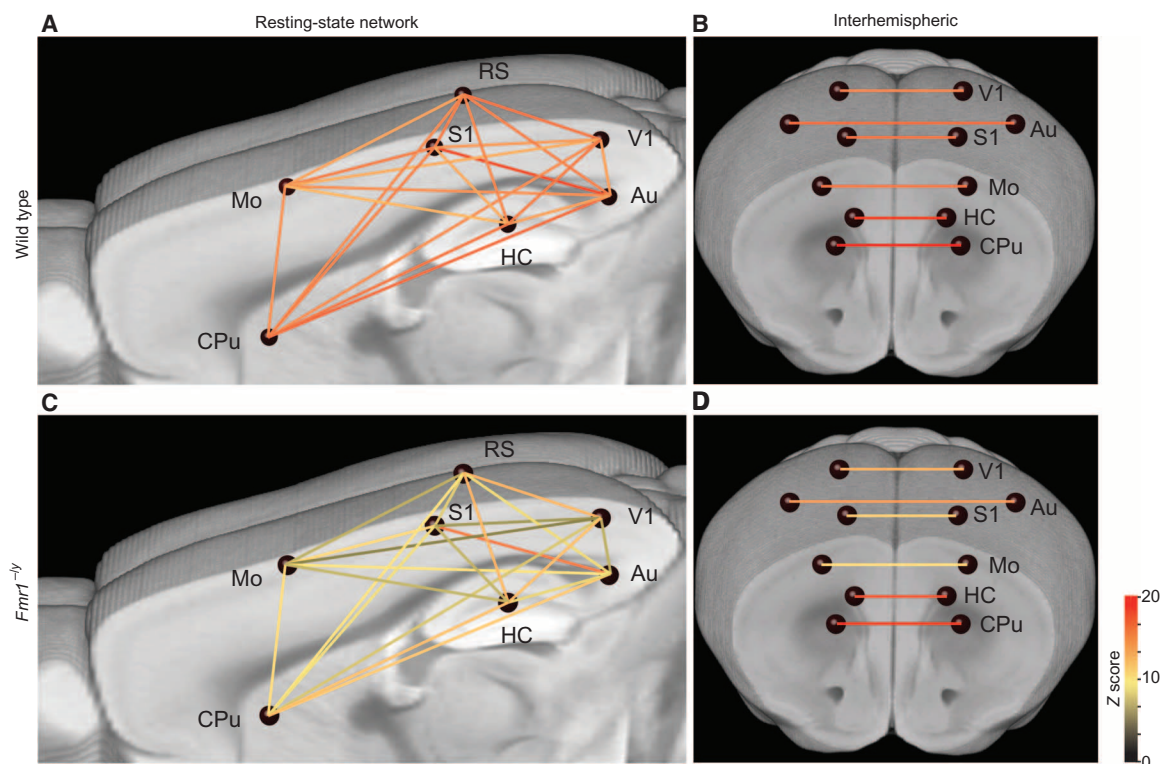 A
Resting-state network
B
Interhemispheric
Wild type
RS
S1
V1
Mo
Au
HC
CPu
V1
Au
S1
Mo
HC
CPu
C
D
Fmr1⁻/y
RS
S1
V1
Mo
Au
HC
CPu
V1
Au
S1
Mo
HC
CPu
Z score
20
10
0